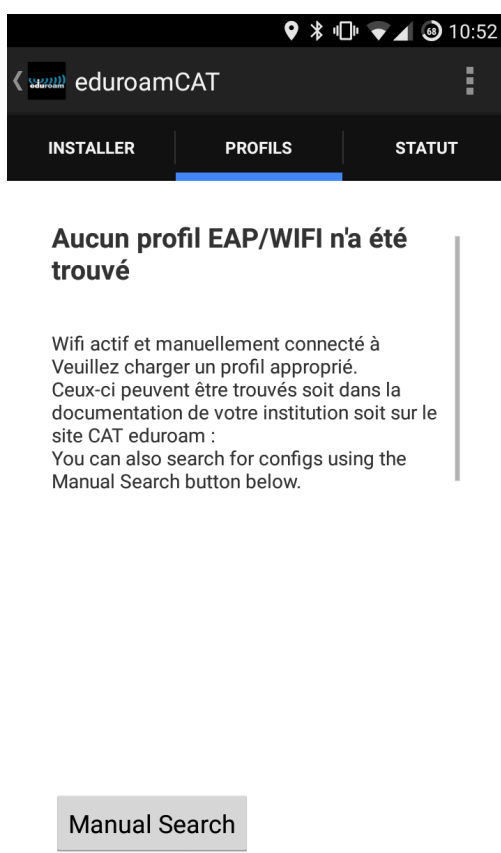 68 10:52
eduroam eduroamCAT
INSTALLER PROFILS STATUT
Aucun profil EAP/WIFI n'a été
trouvé
Wifi actif et manuellement connecté à
Veuillez charger un profil approprié.
Ceux-ci peuvent être trouvés soit dans la
documentation de votre institution soit sur le
site CAT eduroam :
You can also search for configs using the
Manual Search button below.
Manual Search